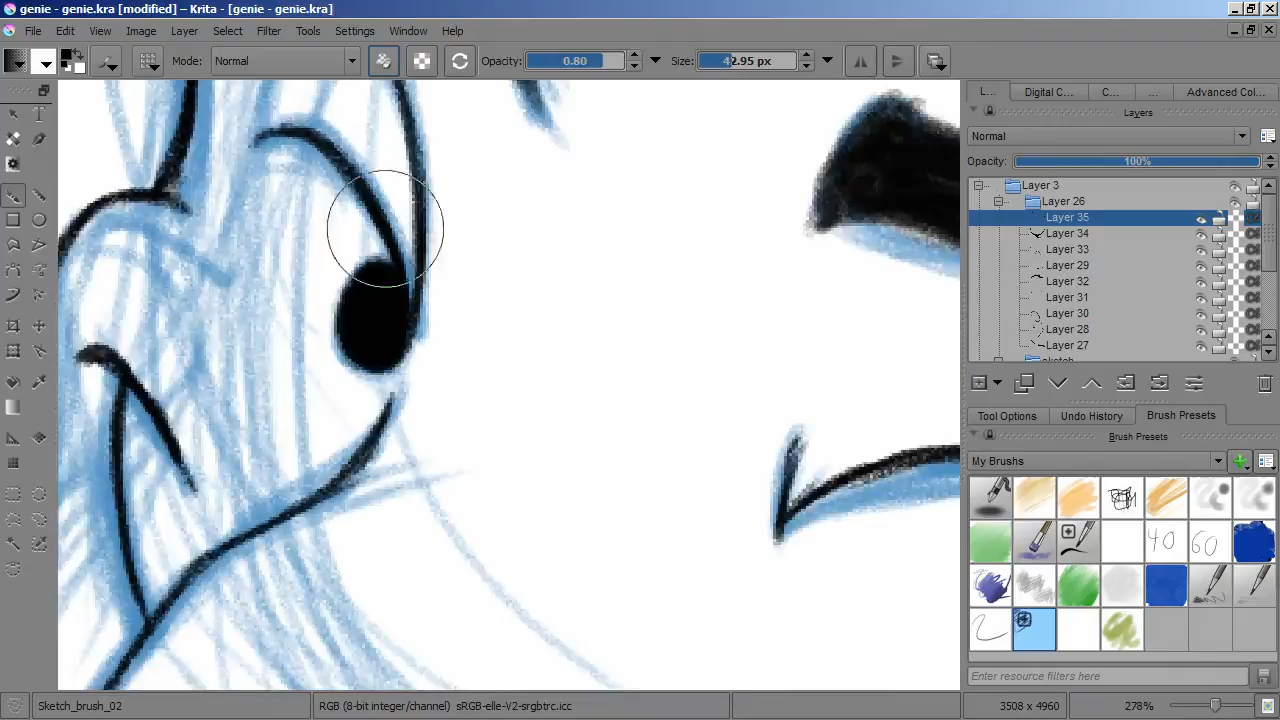 genie - genie.kra [modified] – Krita - [genie - genie.kra]
File Edit View Image Layer Select Filter Tools Settings Window Help
Mode: Normal Opacity: 0.80 Size: 42.95 px
L... Digital C... C... ... Advanced Col...
Layers
Normal
Opacity: 100%
Layer 3
Layer 26
Layer 35
Layer 34
Layer 33
Layer 29
Layer 32
Layer 31
Layer 30
Layer 28
Layer 27
sketch
Tool Options Undo History Brush Presets
Brush Presets
My Brushes
40 60
Enter resource filters here
Sketch_brush_02 RGB (8-bit integer/channel) sRGB-elle-V2-srgbtrc.icc 3508 x 4960 278%